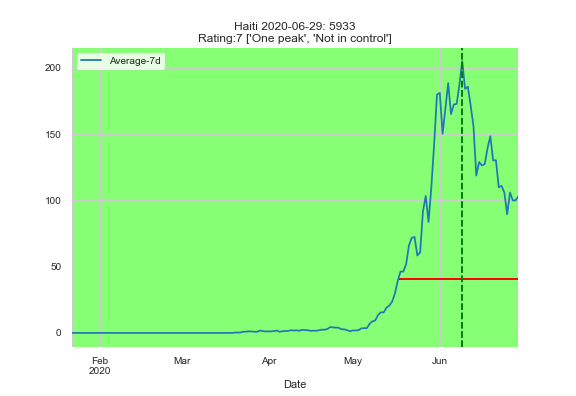 Haiti 2020-06-29: 5933
Rating:7 ['One peak', 'Not in control']
Average-7d
200
150
100
50
0
Feb
2020
Mar
Apr
May
Jun
Date